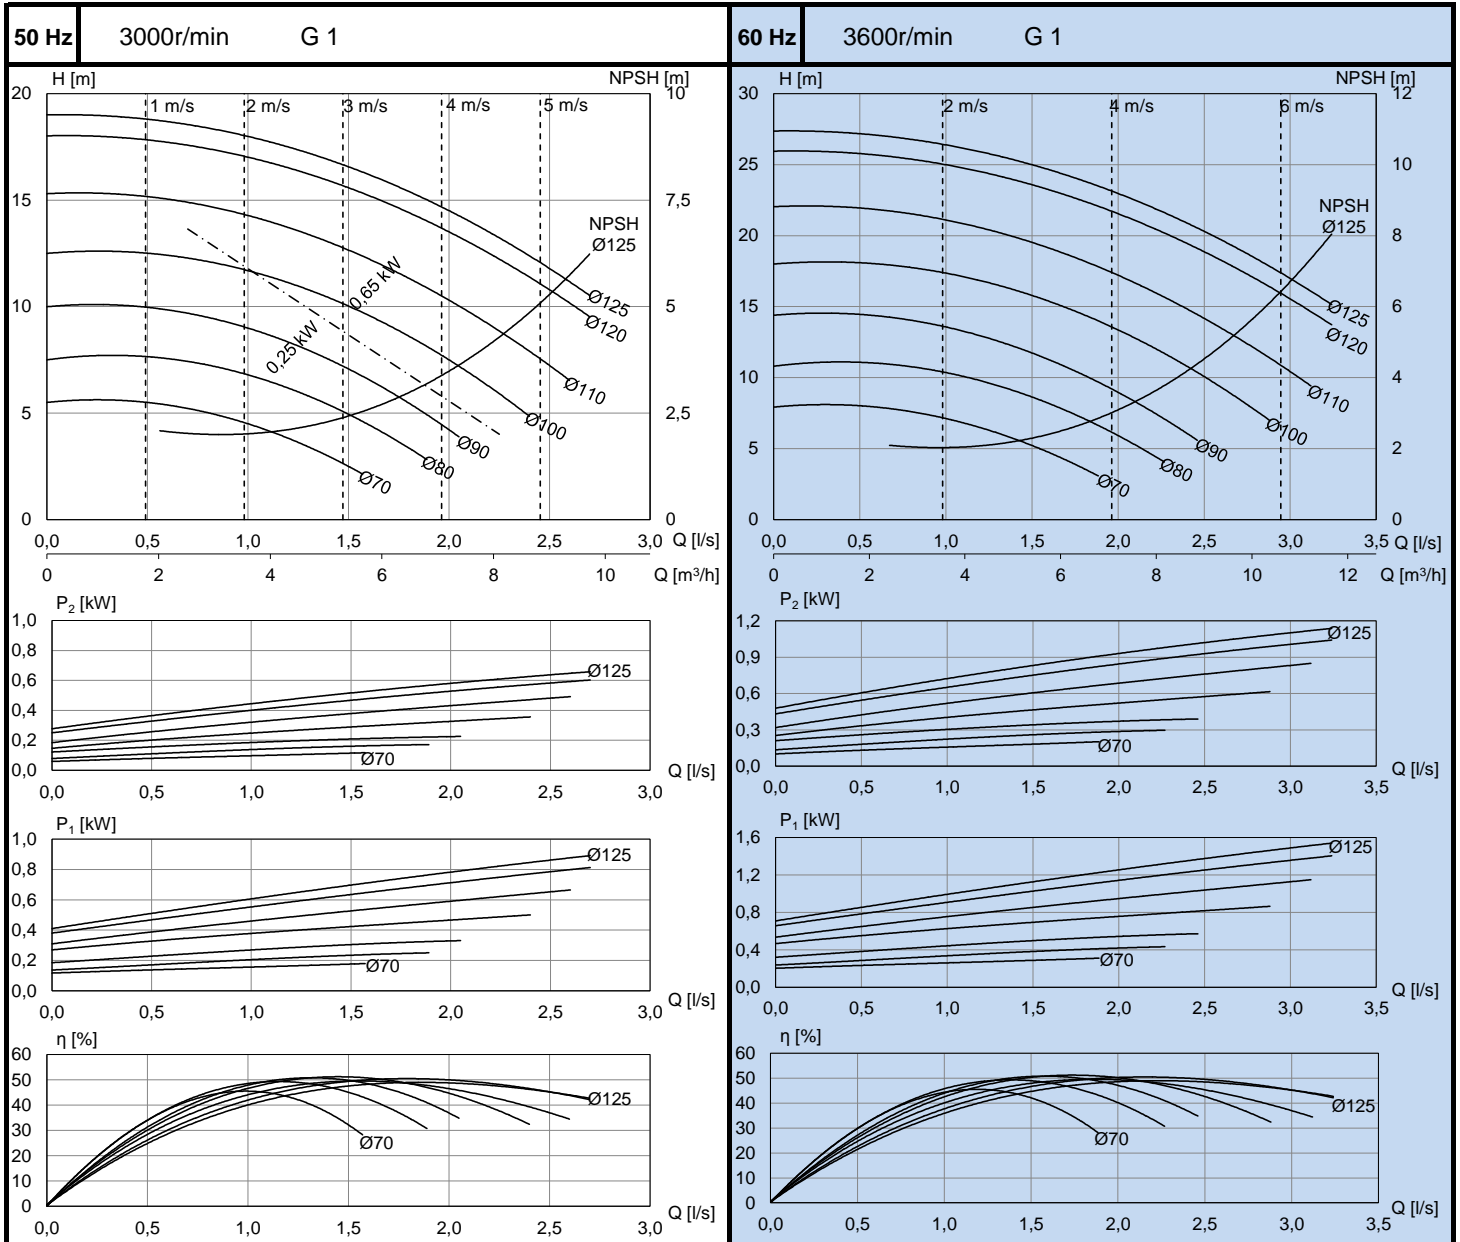 50 Hz 3000r/min G 1
H [m] NPSH [m]
20 1 m/s 2 m/s 3 m/s 4 m/s 5 m/s 10
15 7,5
NPSH
Ø125
0,65 kW
10 5
Ø125
Ø120
0,25 kW
Ø110
5 2,5
Ø100
Ø90
Ø80
Ø70
0 0
0,0 0,5 1,0 1,5 2,0 2,5 3,0 Q [l/s]
0 2 4 6 8 10 Q [m³/h]
P₂ [kW]
1,0
0,8
Ø125
0,6
0,4
0,2
Ø70
0,0
Q [l/s]
0,0 0,5 1,0 1,5 2,0 2,5 3,0
P₁ [kW]
1,0
Ø125
0,8
0,6
0,4
Ø70
0,2
0,0
Q [l/s]
0,0 0,5 1,0 1,5 2,0 2,5 3,0
η [%]
60
50
40 Ø125
30
Ø70
20
10
0
Q [l/s]
0,0 0,5 1,0 1,5 2,0 2,5 3,0
60 Hz 3600r/min G 1
H [m] NPSH [m]
30 2 m/s 4 m/s 6 m/s 12
25 10
NPSH
Ø125
20 8
15 6
Ø125
Ø120
10 4
Ø110
Ø100
Ø90
5 2
Ø80
Ø70
0 0
0,0 0,5 1,0 1,5 2,0 2,5 3,0 3,5 Q [l/s]
0 2 4 6 8 10 12 Q [m³/h]
P₂ [kW]
1,2
Ø125
0,9
0,6
0,3
Ø70
0,0
Q [l/s]
0,0 0,5 1,0 1,5 2,0 2,5 3,0 3,5
P₁ [kW]
1,6
Ø125
1,2
0,8
0,4
Ø70
0,0
Q [l/s]
0,0 0,5 1,0 1,5 2,0 2,5 3,0 3,5
η [%]
60
50
40 Ø125
30
Ø70
20
10
0
Q [l/s]
0,0 0,5 1,0 1,5 2,0 2,5 3,0 3,5